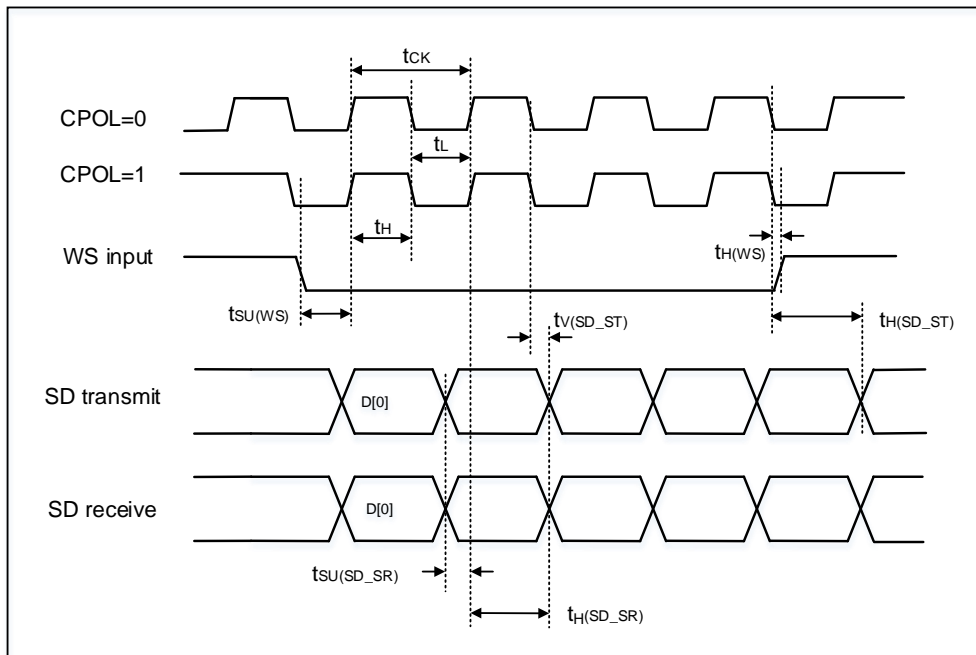 tCK
CPOL=0
tL
CPOL=1
tH
tH(WS)
WS input
tSU(WS)
tV(SD_ST)
tH(SD_ST)
SD transmit
D[0]
SD receive
D[0]
tSU(SD_SR)
tH(SD_SR)